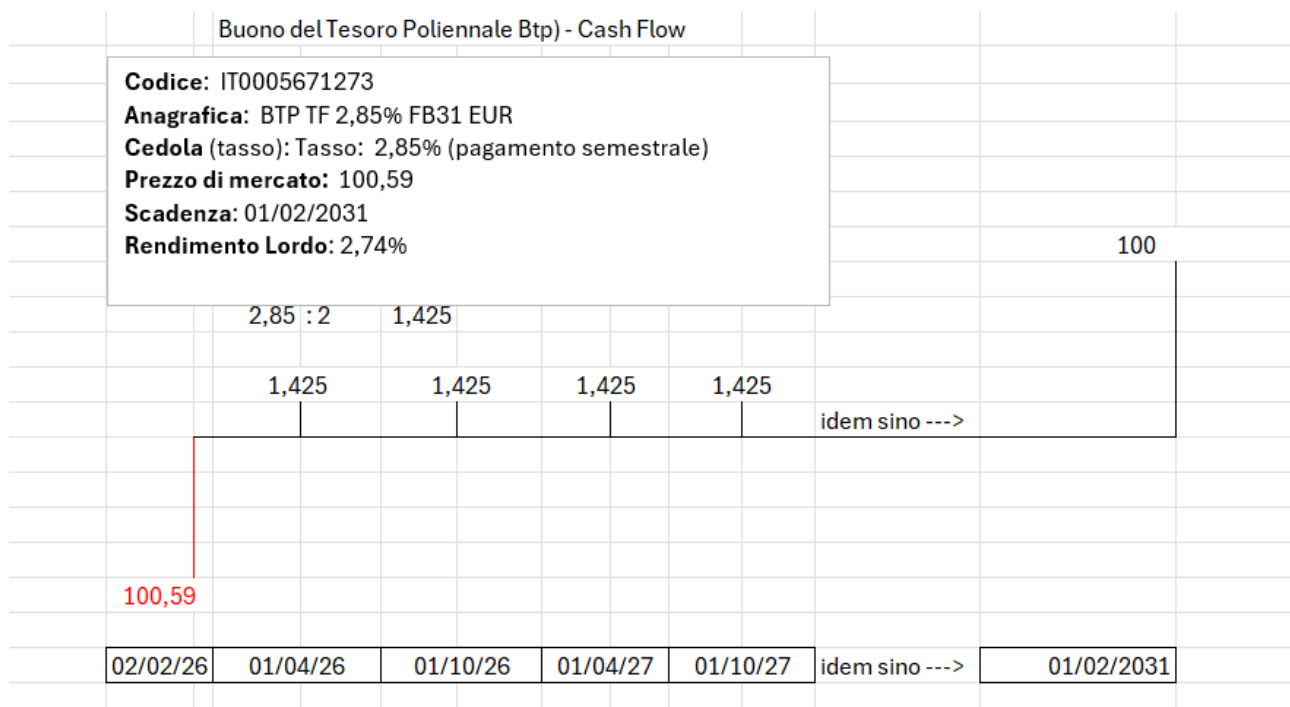 Buono del Tesoro Poliennale Btp) - Cash Flow
Codice: IT0005671273
Anagrafica: BTP TF 2,85% FB31 EUR
Cedola (tasso): Tasso: 2,85% (pagamento semestrale)
Prezzo di mercato: 100,59
Scadenza: 01/02/2031
Rendimento Lordo: 2,74%
100
2,85 : 2 1,425
1,425 1,425 1,425 1,425
idem sino --->
100,59
02/02/26 01/04/26 01/10/26 01/04/27 01/10/27 idem sino ---> 01/02/2031